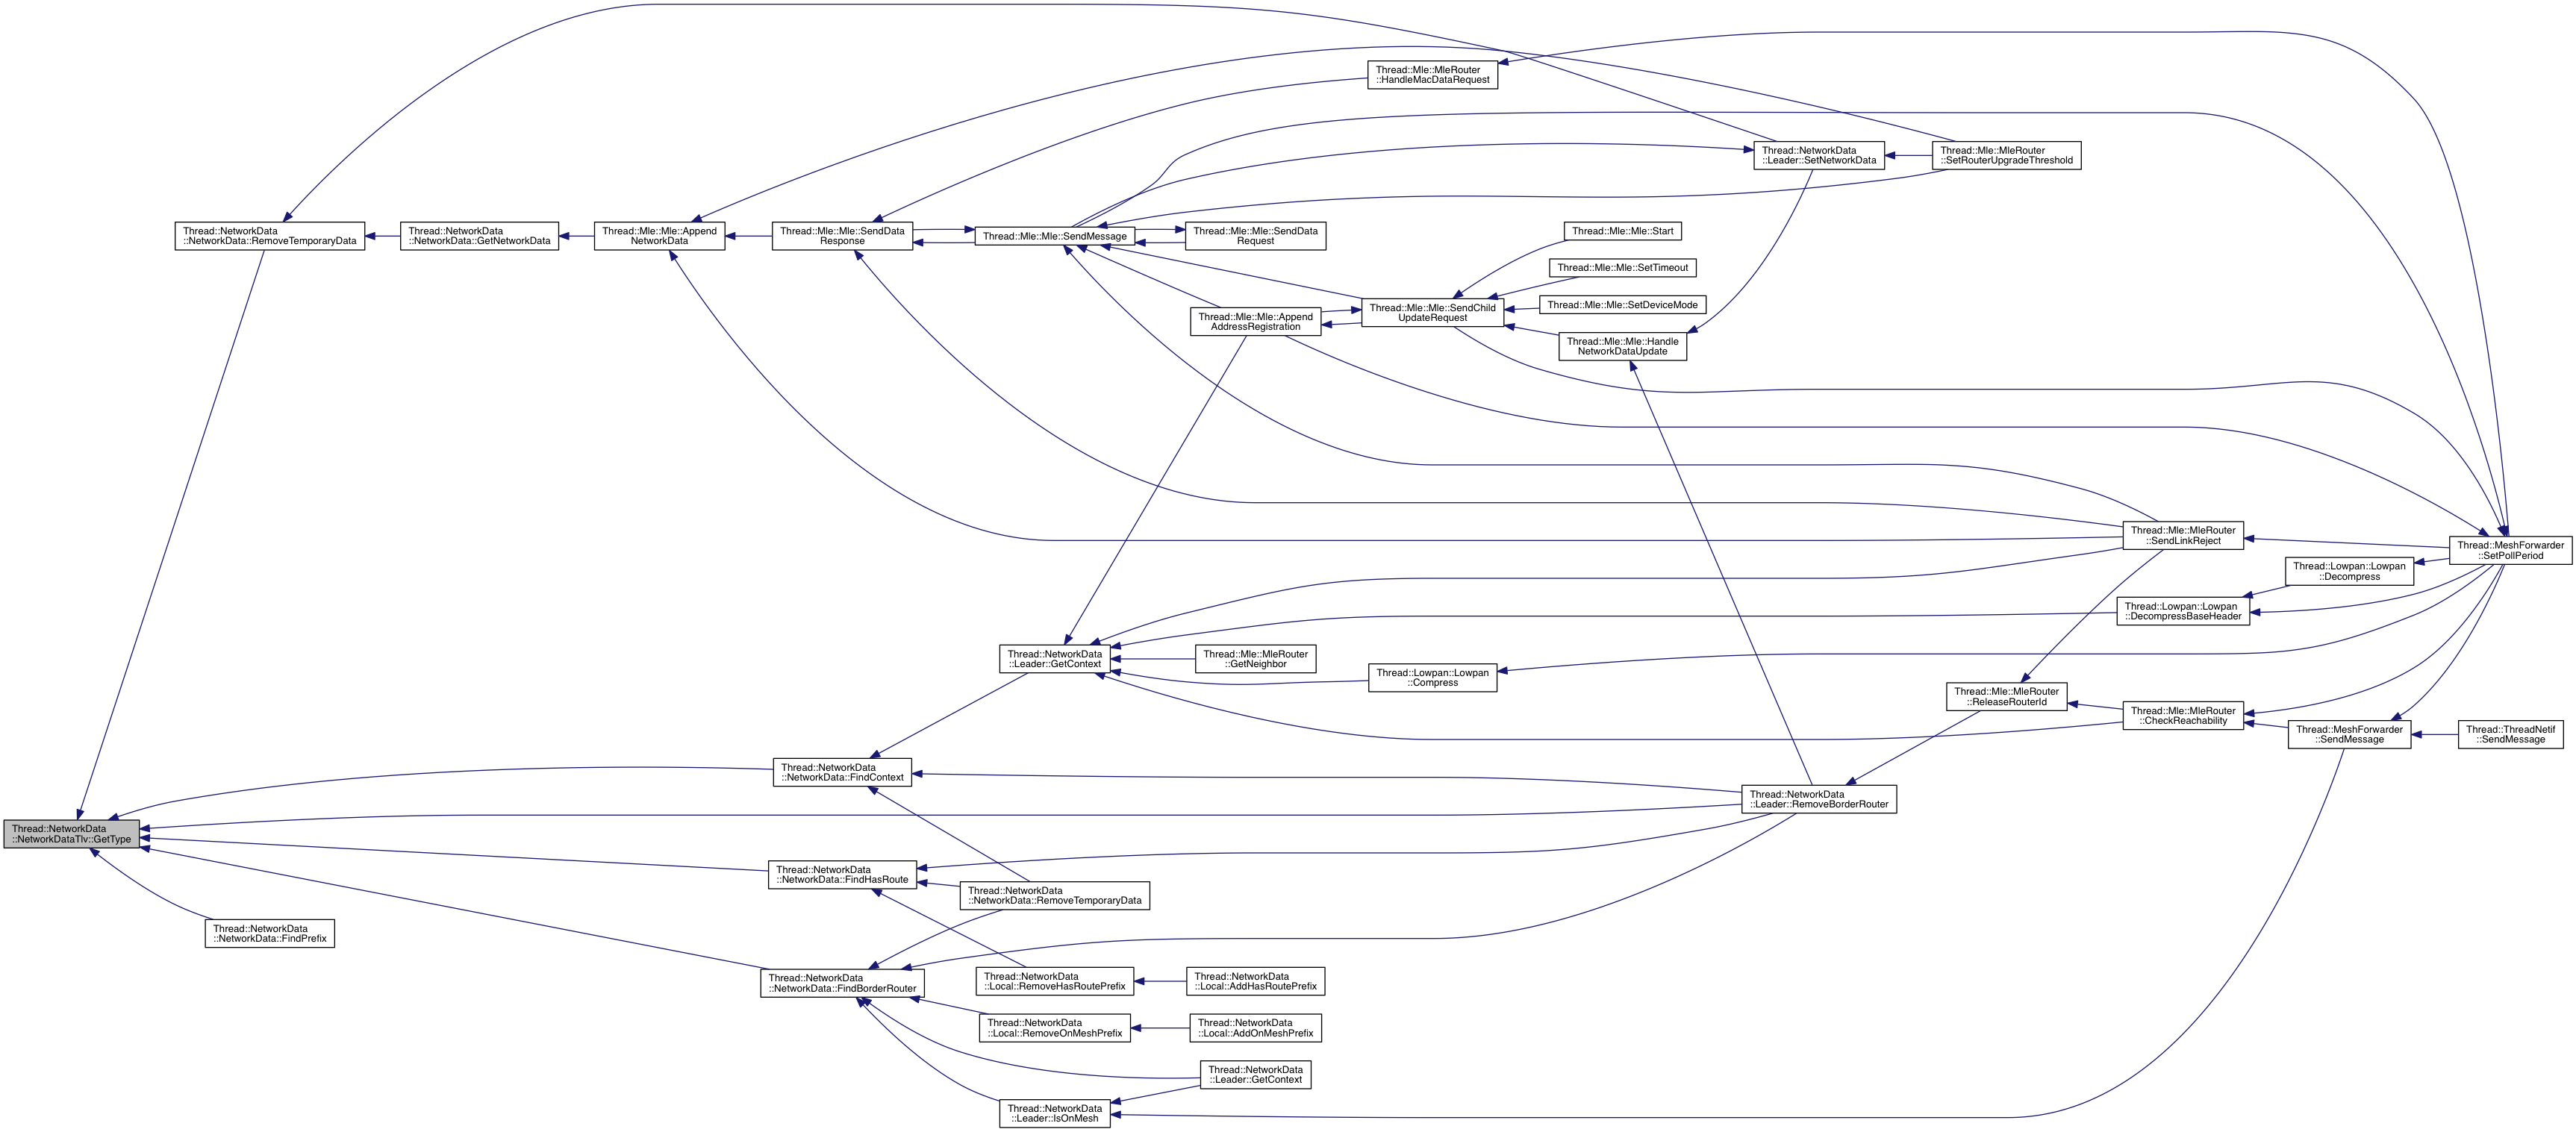 Thread::Mle::MleRouter
::HandleMacDataRequest
Thread::NetworkData
::Leader::SetNetworkData
Thread::Mle::MleRouter
::SetRouterUpgradeThreshold
Thread::NetworkData
::NetworkData::RemoveTemporaryData
Thread::NetworkData
::NetworkData::GetNetworkData
Thread::Mle::Mle::Append
NetworkData
Thread::Mle::Mle::SendData
Response
Thread::Mle::Mle::SendMessage
Thread::Mle::Mle::SendData
Request
Thread::Mle::Mle::Start
Thread::Mle::Mle::SetTimeout
Thread::Mle::Mle::SetDeviceMode
Thread::Mle::Mle::SendChild
UpdateRequest
Thread::Mle::Mle::Append
AddressRegistration
Thread::Mle::Mle::Handle
NetworkDataUpdate
Thread::Mle::MleRouter
::SendLinkReject
Thread::MeshForwarder
::SetPollPeriod
Thread::Lowpan::Lowpan
::Decompress
Thread::Lowpan::Lowpan
::DecompressBaseHeader
Thread::NetworkData
::Leader::GetContext
Thread::Mle::MleRouter
::GetNeighbor
Thread::Lowpan::Lowpan
::Compress
Thread::Mle::MleRouter
::ReleaseRouterId
Thread::Mle::MleRouter
::CheckReachability
Thread::MeshForwarder
::SendMessage
Thread::ThreadNetif
::SendMessage
Thread::NetworkData
::NetworkData::FindContext
Thread::NetworkData
::Leader::RemoveBorderRouter
Thread::NetworkData
::NetworkDataTlv::GetType
Thread::NetworkData
::NetworkData::FindHasRoute
Thread::NetworkData
::NetworkData::RemoveTemporaryData
Thread::NetworkData
::NetworkData::FindPrefix
Thread::NetworkData
::NetworkData::FindBorderRouter
Thread::NetworkData
::Local::RemoveHasRoutePrefix
Thread::NetworkData
::Local::AddHasRoutePrefix
Thread::NetworkData
::Local::RemoveOnMeshPrefix
Thread::NetworkData
::Local::AddOnMeshPrefix
Thread::NetworkData
::Leader::GetContext
Thread::NetworkData
::Leader::IsOnMesh